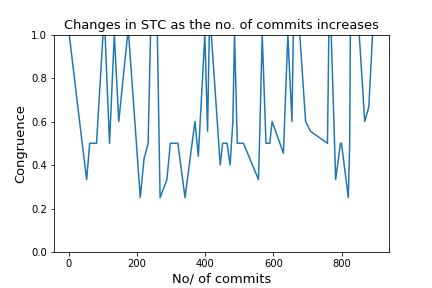 Changes in STC as the no. of commits increases
1.0
0.8
0.6
0.4
0.2
0.0
Congruence
0 200 400 600 800
No/ of commits